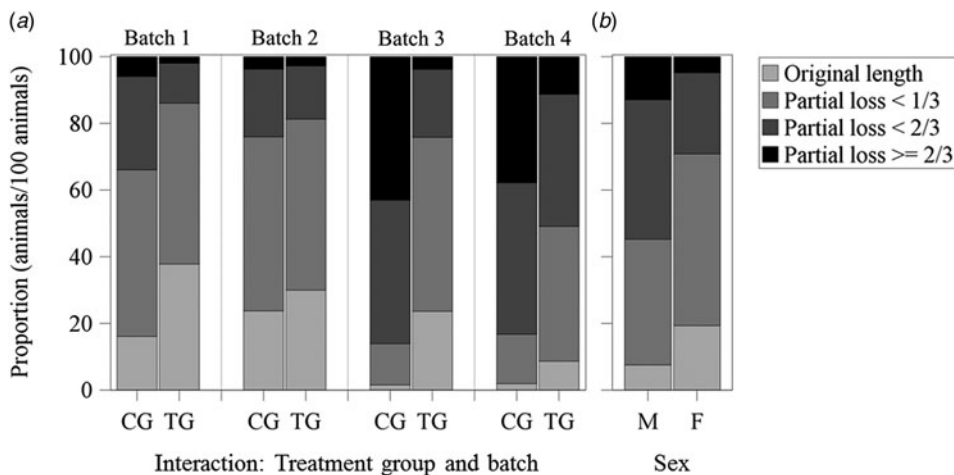 (a)
(b)
Batch 1
Batch 2
Batch 3
Batch 4
Proportion (animals/100 animals)
100
80
60
40
20
0
CG TG
CG TG
CG TG
CG TG
M F
Interaction: Treatment group and batch
Sex
Original length
Partial loss < 1/3
Partial loss < 2/3
Partial loss >= 2/3